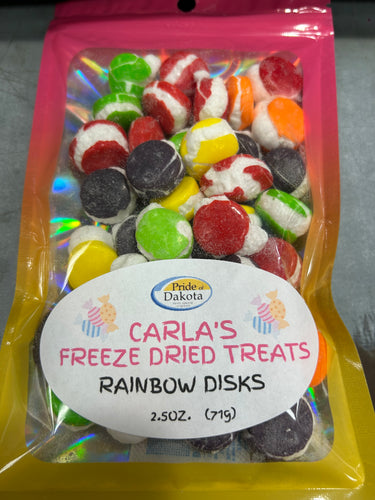 Pride of
Dakota
CARLA'S
FREEZE DRIED TREATS
RAINBOW DISKS
2.5OZ. (71g)